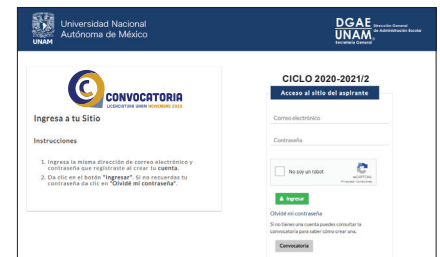 Universidad Nacional
Autónoma de México
UNAM
DGAE
UNAM
Dirección General
de Administración Escolar
Secretaría General
CONVOCATORIA
LICENCIATURA UNAM NOVIEMBRE 2020
Ingresa a tu Sitio
Instrucciones
1. Ingresa la misma dirección de correo electrónico y
contraseña que registraste al crear tu cuenta.
2. Da clic en el botón "Ingresar". Si no recuerdas tu
contraseña da clic en "Olvidé mi contraseña".
CICLO 2020-2021/2
Acceso al sitio del aspirante
Correo electrónico
Contraseña
No soy un robot
reCAPTCHA
Ingresar
Olvidé mi contraseña
Si no tienes una cuenta puedes consultar la
convocatoria para saber cómo crear una.
Convocatoria